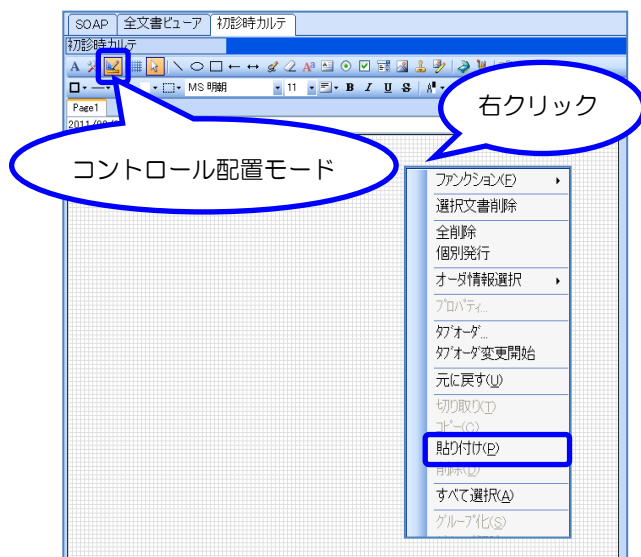 SOAP 全文書ビューア 初診時カルテ
初診時カルテ
MS 明朝 11 B I U S
Page1
右クリック
コントロール配置モード
ファンクション(F)
選択文書削除
全削除
個別発行
オーダ情報選択
プロパティ...
タブオーダ...
タブオーダ変更開始
元に戻す(U)
切り取り(T)
コピー(C)
貼り付け(P)
削除(D)
すべて選択(A)
グループ化(S)